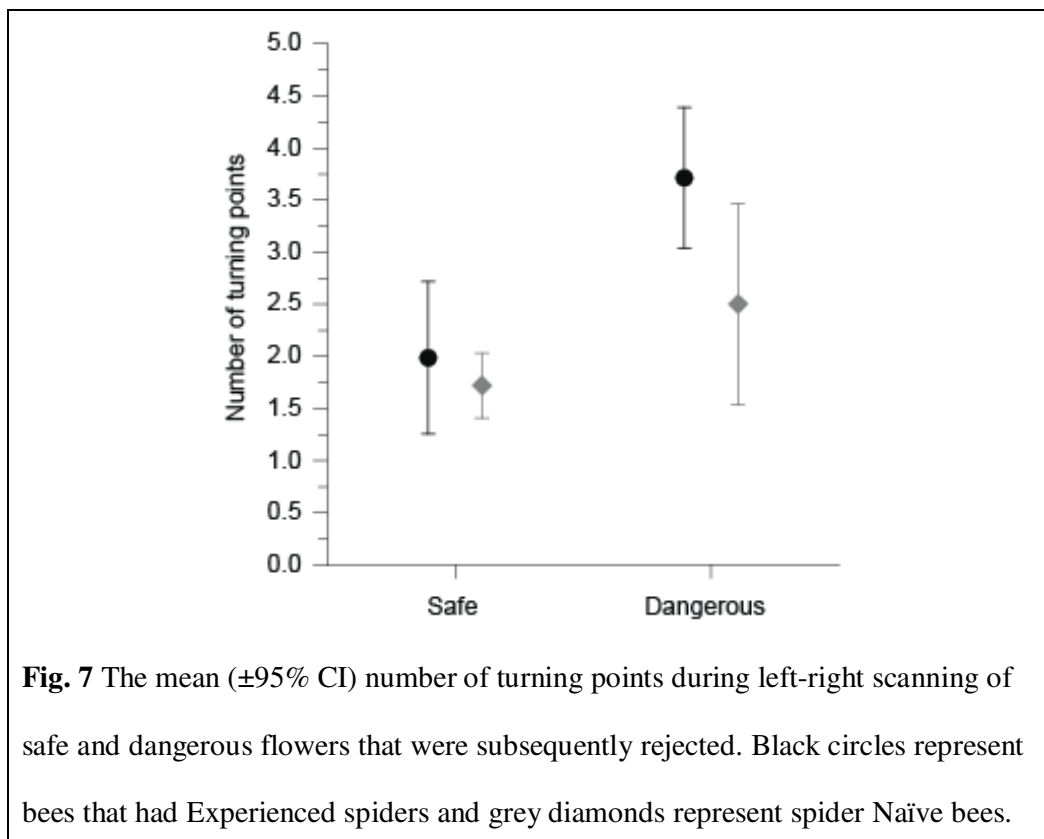 5.0
4.5
4.0
3.5
3.0
2.5
2.0
1.5
1.0
0.5
0.0
Number of turning points
Safe Dangerous
Fig. 7 The mean (±95% CI) number of turning points during left-right scanning of
safe and dangerous flowers that were subsequently rejected. Black circles represent
bees that had Experienced spiders and grey diamonds represent spider Naïve bees.